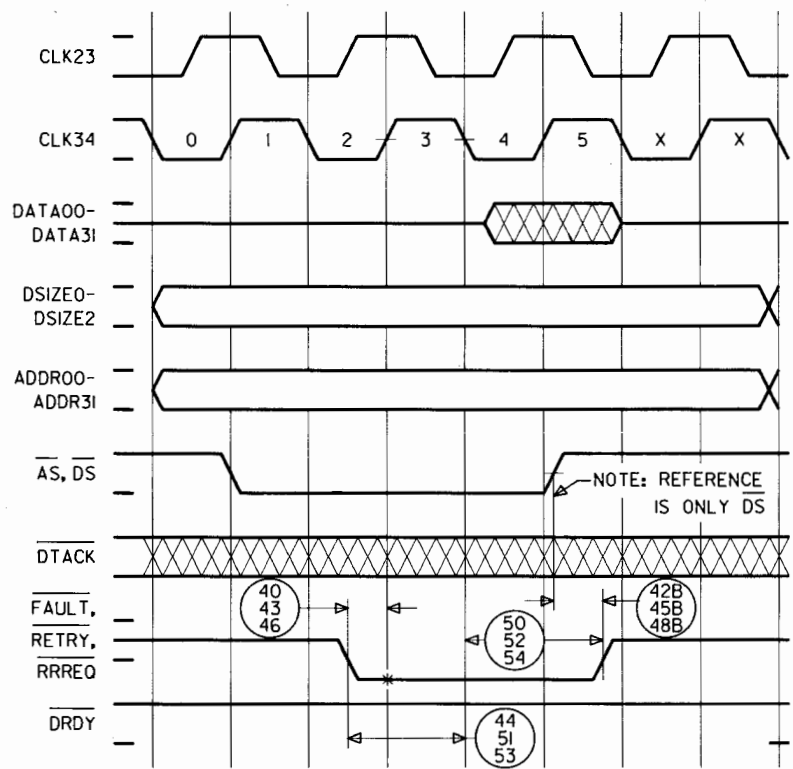 CLK23
CLK34
0 1 2 3 4 5 X X
DATA00-
DATA31
DSIZE0-
DSIZE2
ADDR00-
ADDR31
AS, DS
NOTE: REFERENCE
IS ONLY DS
DTACK
FAULT,
RETRY,
RRREQ
40
43
46
50
52
54
42B
45B
48B
DRDY
44
51
53